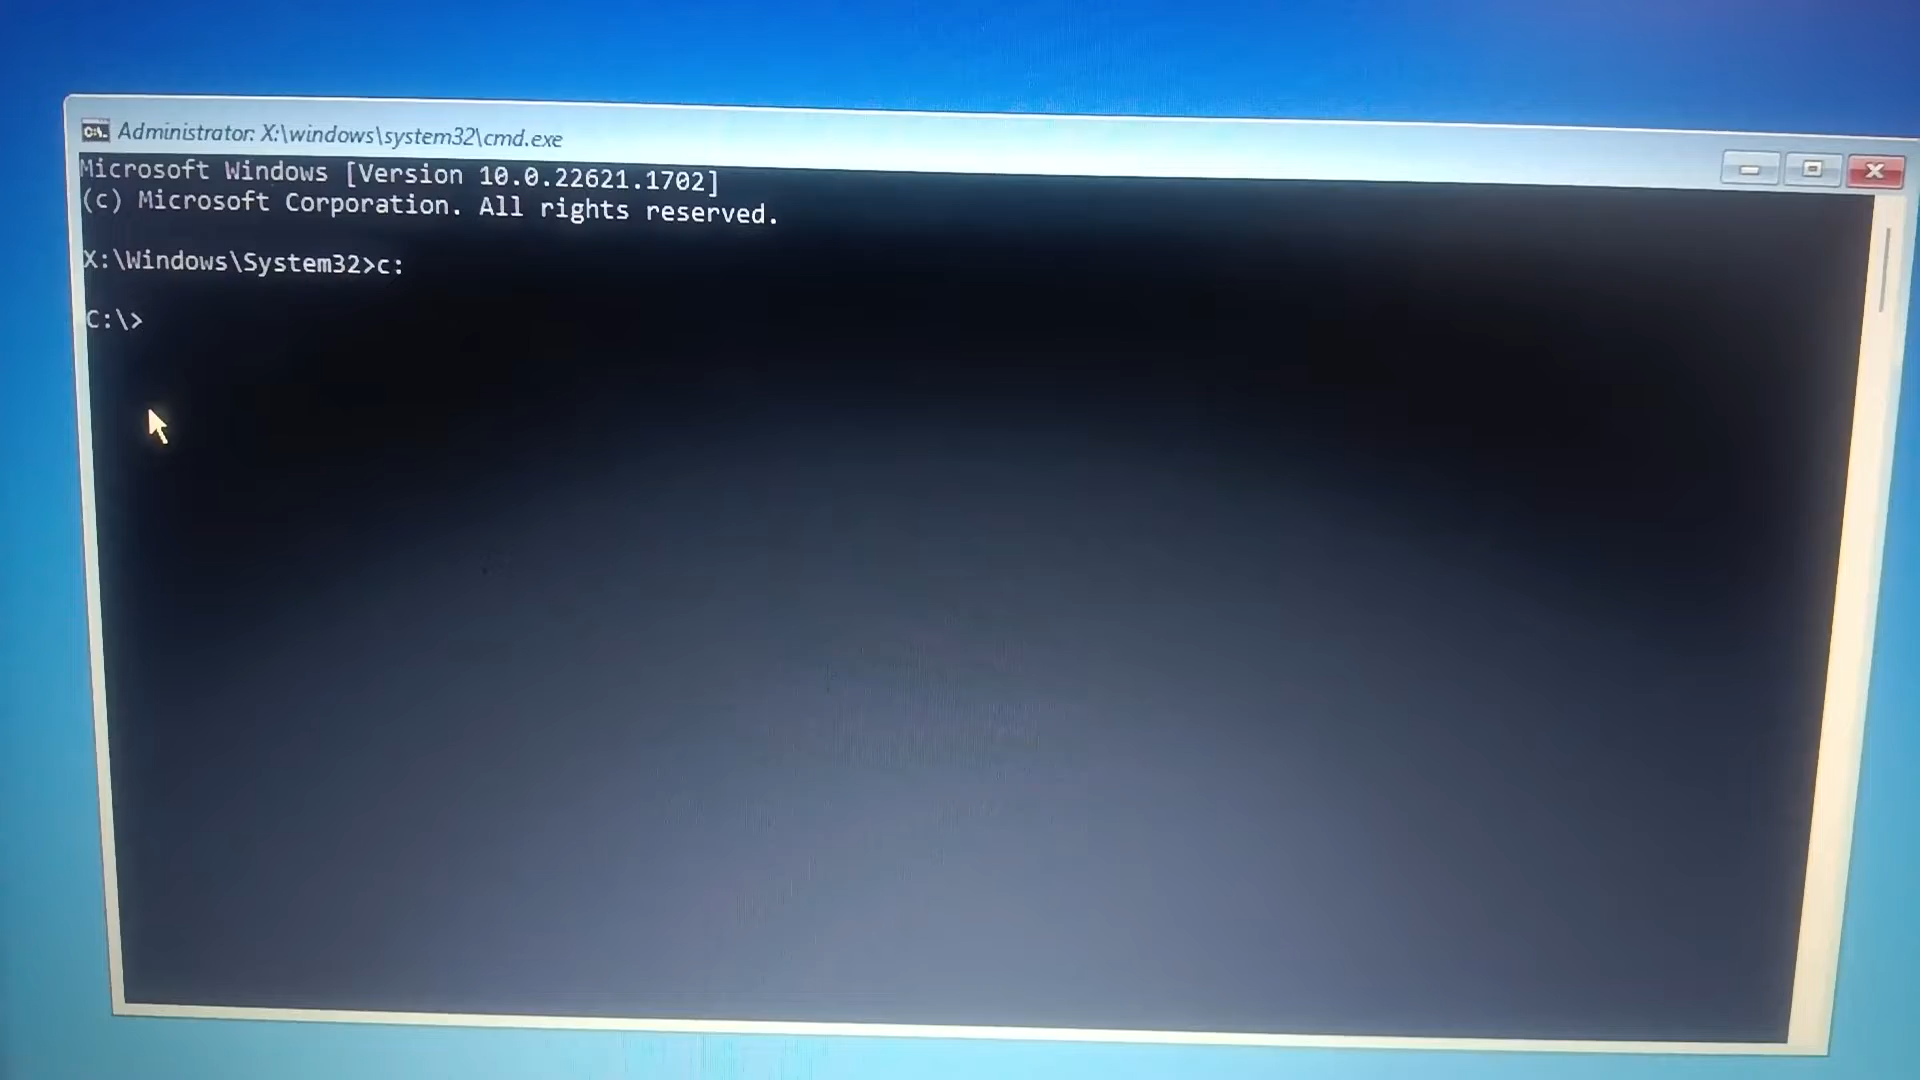 Administrator: X:\windows\system32\cmd.exe
Microsoft Windows [Version 10.0.22621.1702]
(c) Microsoft Corporation. All rights reserved.
X:\Windows\System32>c:
C:\>